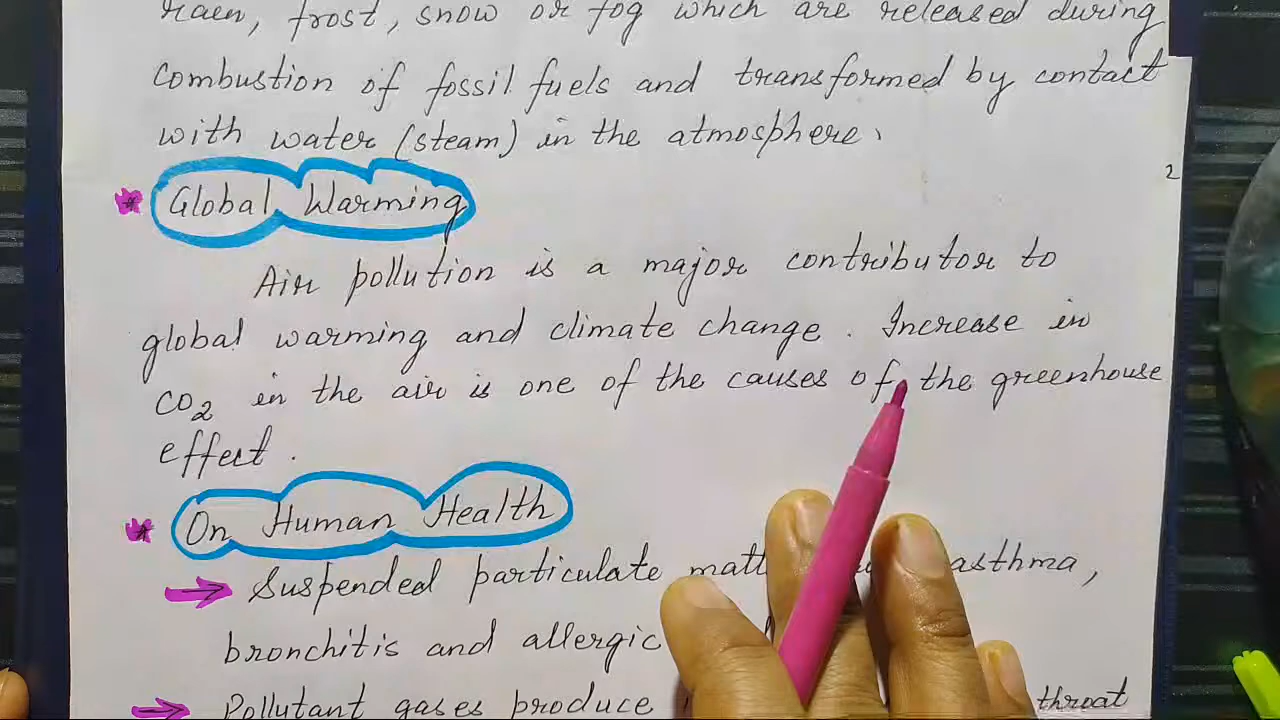 rain, frost, snow or fog which are released during
combustion of fossil fuels and transformed by contact
with water (steam) in the atmosphere.
2
* Global Warming
Air pollution is a major contributor to
global warming and climate change. Increase in
CO2 in the air is one of the causes of the greenhouse
effect.
* On Human Health
→ Suspended particulate asthma,
bronchitis and allergic
→ Pollutant gases produce throat